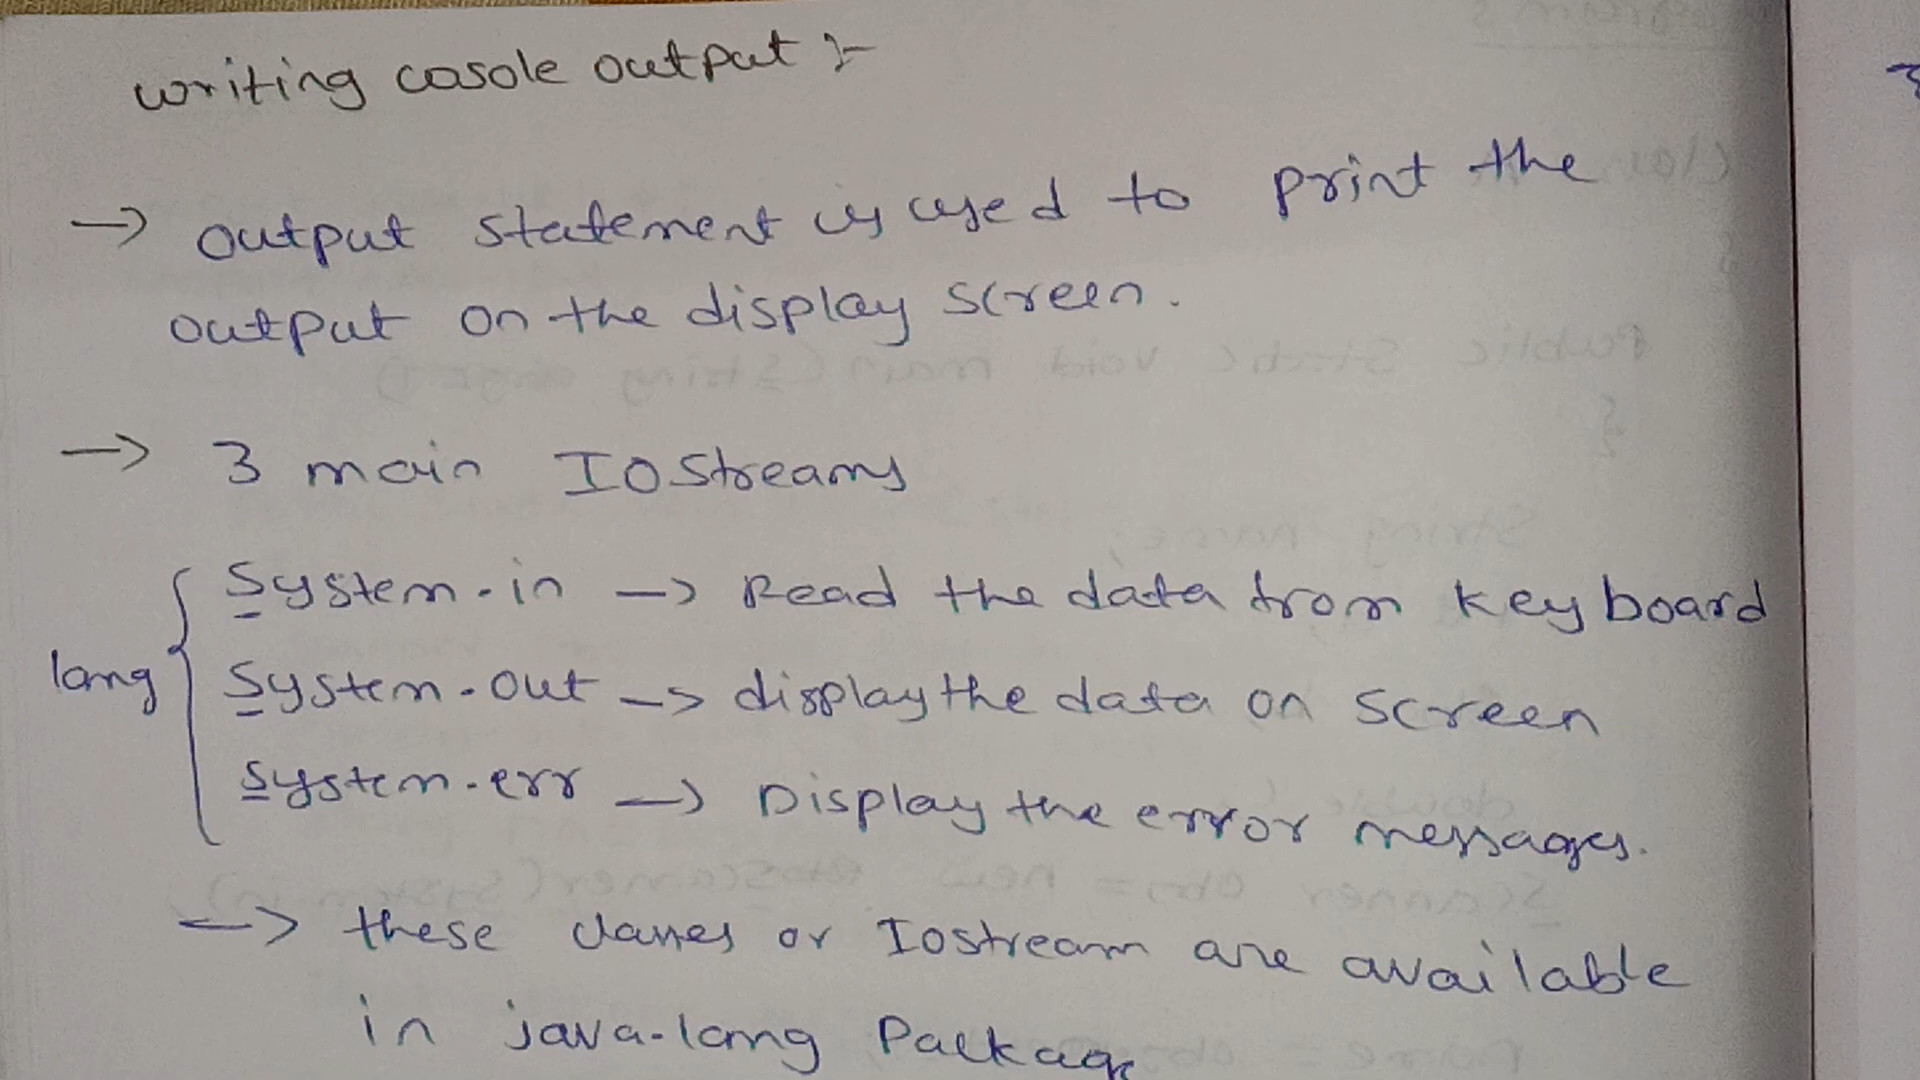 writing cosole output :-
→ output statement is used to print the
output on the display screen.
→ 3 main IOStreams
lang { System.in → Read the data from keyboard
System.out → display the data on screen
System.err → Display the error messages.
→ these classes or Iostream are available
in java.lang Package